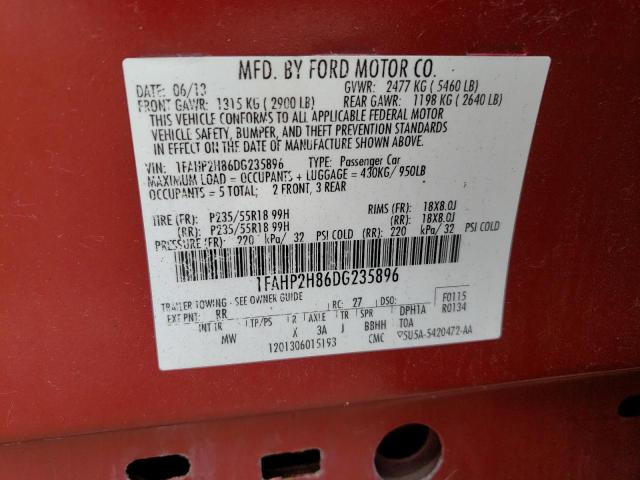 MFD. BY FORD MOTOR CO.
DATE: 06/13 GVWR: 2477 KG ( 5460 LB)
FRONT GAWR: 1315 KG ( 2900 LB) REAR GAWR: 1198 KG ( 2640 LB)
THIS VEHICLE CONFORMS TO ALL APPLICABLE FEDERAL MOTOR
VEHICLE SAFETY, BUMPER, AND THEFT PREVENTION STANDARDS
IN EFFECT ON THE DATE OF MANUFACTURE SHOWN ABOVE.
VIN: 1FAHP2H86DG235896 TYPE: Passenger Car
MAXIMUM LOAD = OCCUPANTS + LUGGAGE = 430KG/ 950LB
OCCUPANTS = 5 TOTAL; 2 FRONT, 3 REAR
TIRE (FR): P235/55R18 99H RIMS (FR): 18X8.0J
(RR): P235/55R18 99H (RR): 18X8.0J
PRESSURE (FR): 220 kPa/ 32 PSI COLD (RR): 220 kPa/ 32 PSI COLD
1FAHP2H86DG235896
TRAILER TOWING - SEE OWNER GUIDE
EXT PNT: RR RC: 27 DSO: F0115
INT TR TP/PS R AXLE TR SPR DPH1A R0134
MW X 3A J BBHH TOA
1201306015193 CMC ▽SU5A-5420472-AA